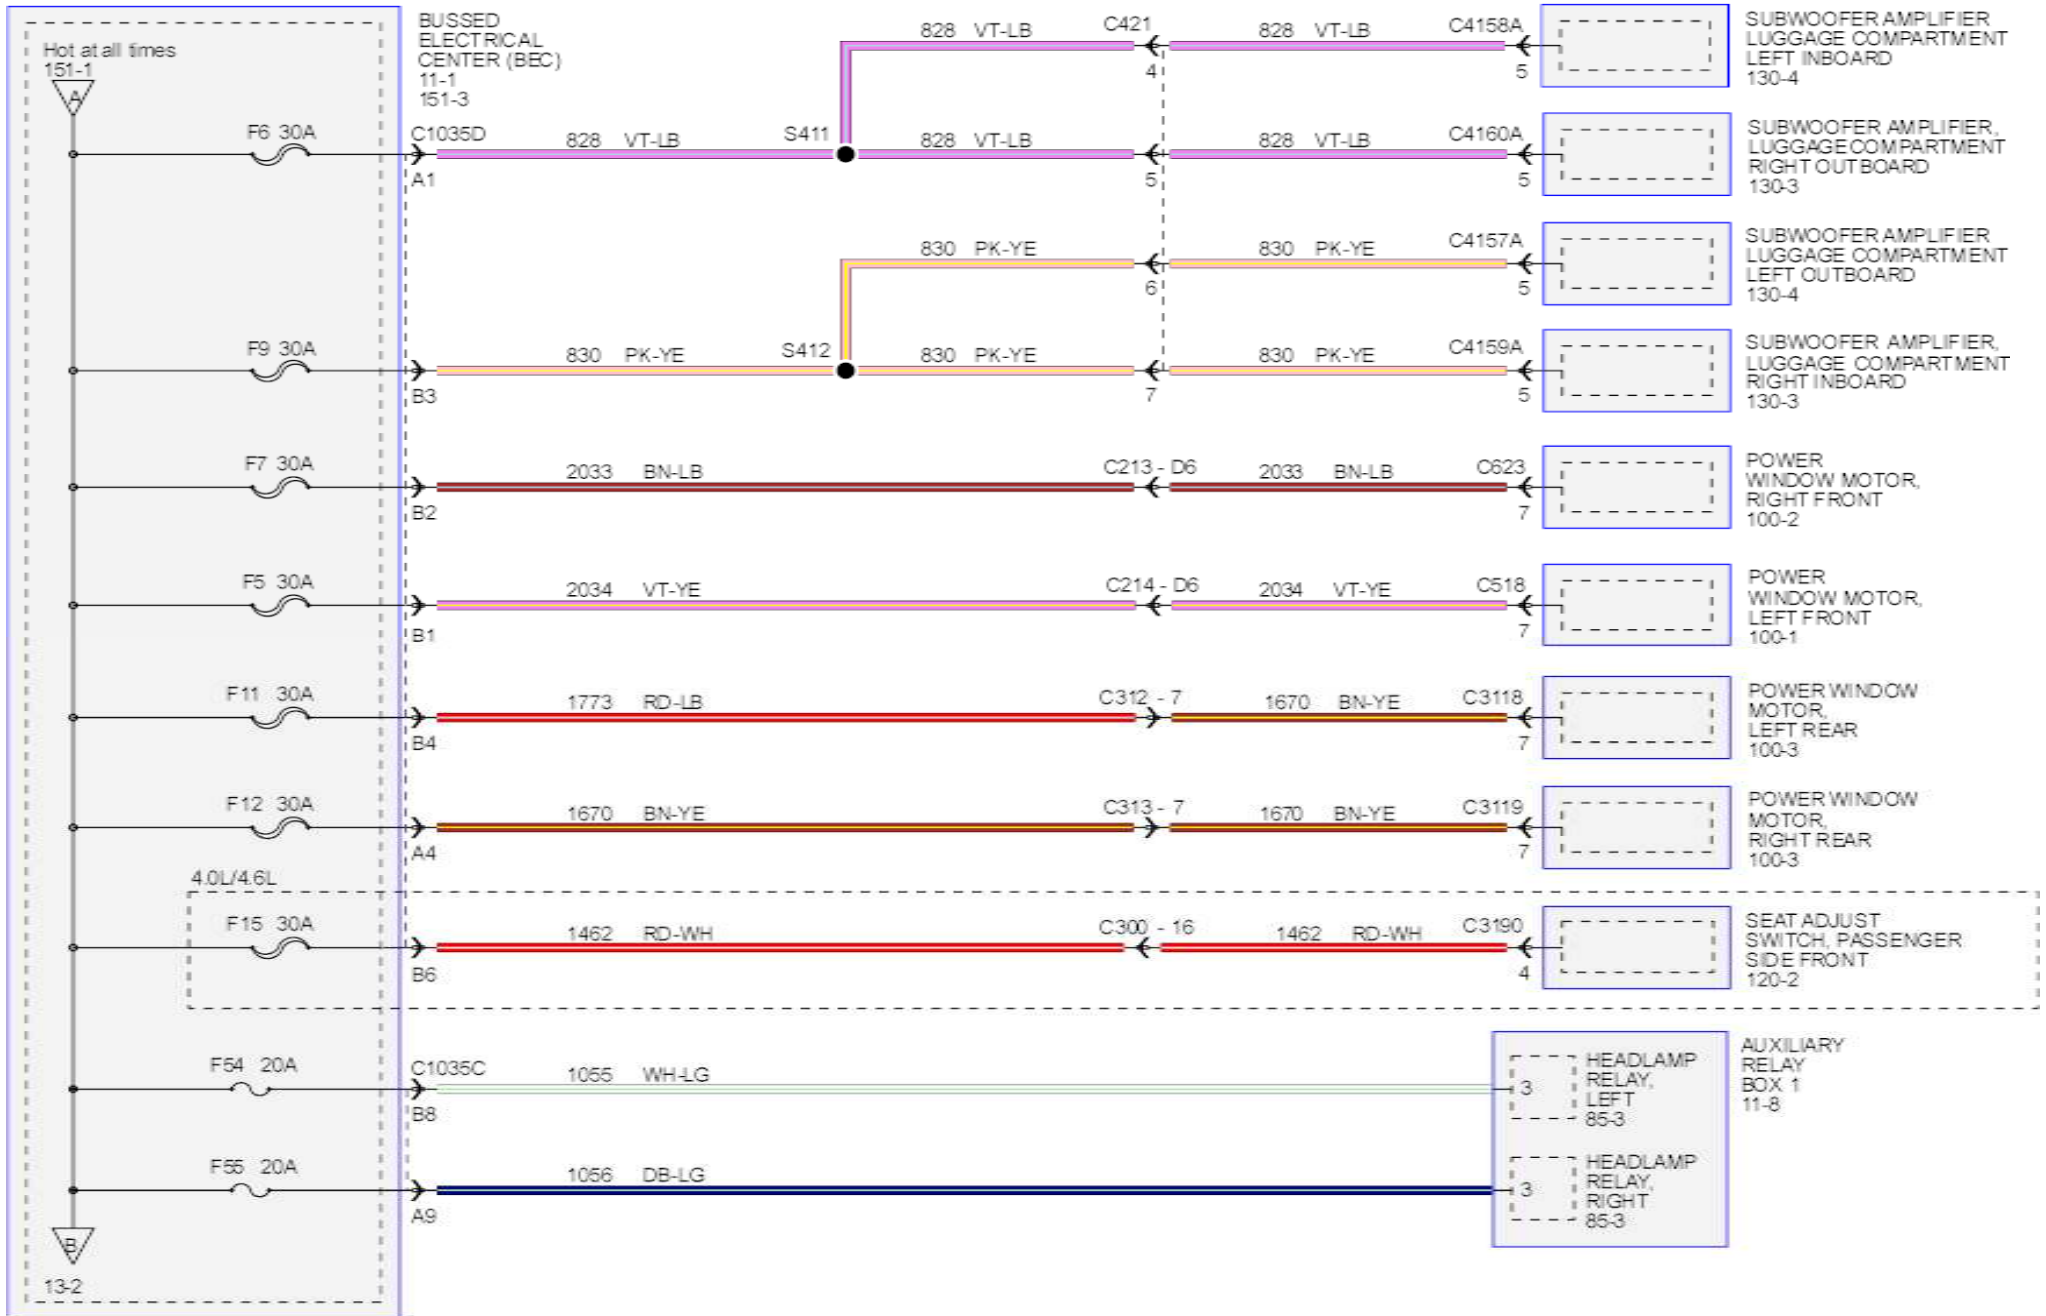 Hot at all times
151-1
A
BUSSED
ELECTRICAL
CENTER (BEC)
11-1
151-3
828 VT-LB
C421
828 VT-LB
C4158A
4
5
SUBWOOFER AMPLIFIER
LUGGAGE COMPARTMENT
LEFT INBOARD
130-4
F6 30A
C1035D
A1
828 VT-LB
S411
828 VT-LB
5
828 VT-LB
C4160A
5
SUBWOOFER AMPLIFIER,
LUGGAGE COMPARTMENT
RIGHT OUTBOARD
130-3
830 PK-YE
6
830 PK-YE
C4157A
5
SUBWOOFER AMPLIFIER
LUGGAGE COMPARTMENT
LEFT OUTBOARD
130-4
F9 30A
B3
830 PK-YE
S412
830 PK-YE
7
830 PK-YE
C4159A
5
SUBWOOFER AMPLIFIER,
LUGGAGE COMPARTMENT
RIGHT INBOARD
130-3
F7 30A
B2
2033 BN-LB
C213 - D6
2033 BN-LB
C623
7
POWER
WINDOW MOTOR,
RIGHT FRONT
100-2
F5 30A
B1
2034 VT-YE
C214 - D6
2034 VT-YE
C518
7
POWER
WINDOW MOTOR,
LEFT FRONT
100-1
F11 30A
B4
1773 RD-LB
C312 - 7
1670 BN-YE
C3118
7
POWER WINDOW
MOTOR,
LEFT REAR
100-3
F12 30A
A4
1670 BN-YE
C313 - 7
1670 BN-YE
C3119
7
POWER WINDOW
MOTOR,
RIGHT REAR
100-3
4.0L/4.6L
F15 30A
B6
1462 RD-WH
C300 - 16
1462 RD-WH
C3190
4
SEAT ADJUST
SWITCH, PASSENGER
SIDE FRONT
120-2
F54 20A
C1035C
B8
1055 WH-LG
3
HEADLAMP
RELAY,
LEFT
85-3
AUXILIARY
RELAY
BOX 1
11-8
F55 20A
A9
1056 DB-LG
3
HEADLAMP
RELAY,
RIGHT
85-3
B
13-2